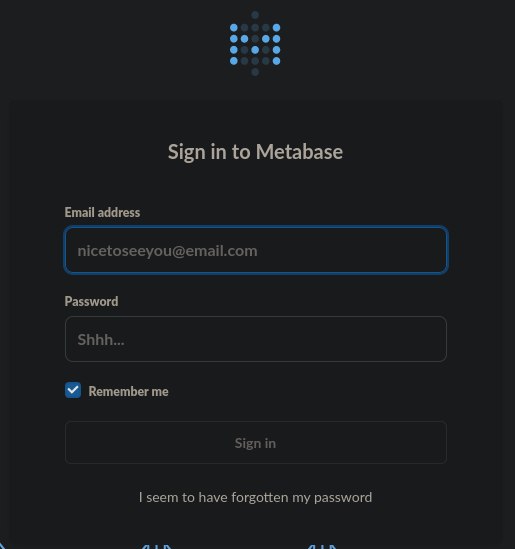 Sign in to Metabase
Email address
nicetoseeyou@email.com
Password
Shhh...
Remember me
Sign in
I seem to have forgotten my password